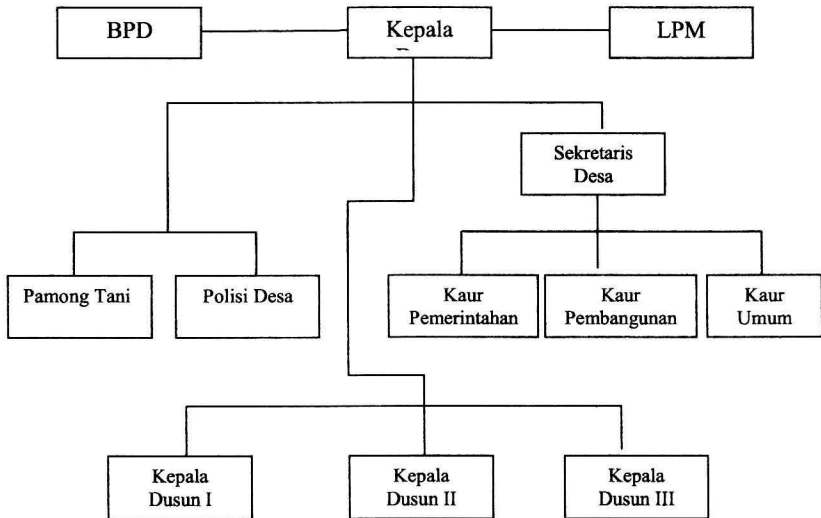 BPD
Kepala
LPM
Sekretaris
Desa
Pamong Tani
Polisi Desa
Kaur
Pemerintahan
Kaur
Pembangunan
Kaur
Umum
Kepala
Dusun I
Kepala
Dusun II
Kepala
Dusun III